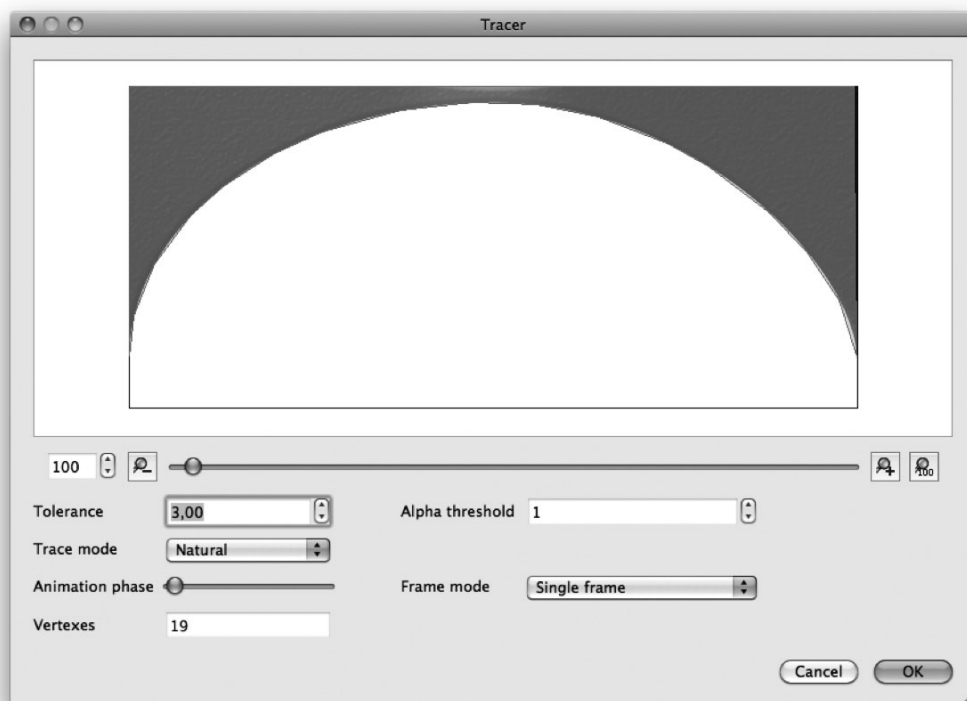 Tracer
100
100
Tolerance 3,00 Alpha threshold 1
Trace mode Natural
Animation phase Frame mode Single frame
Vertexes 19
Cancel OK